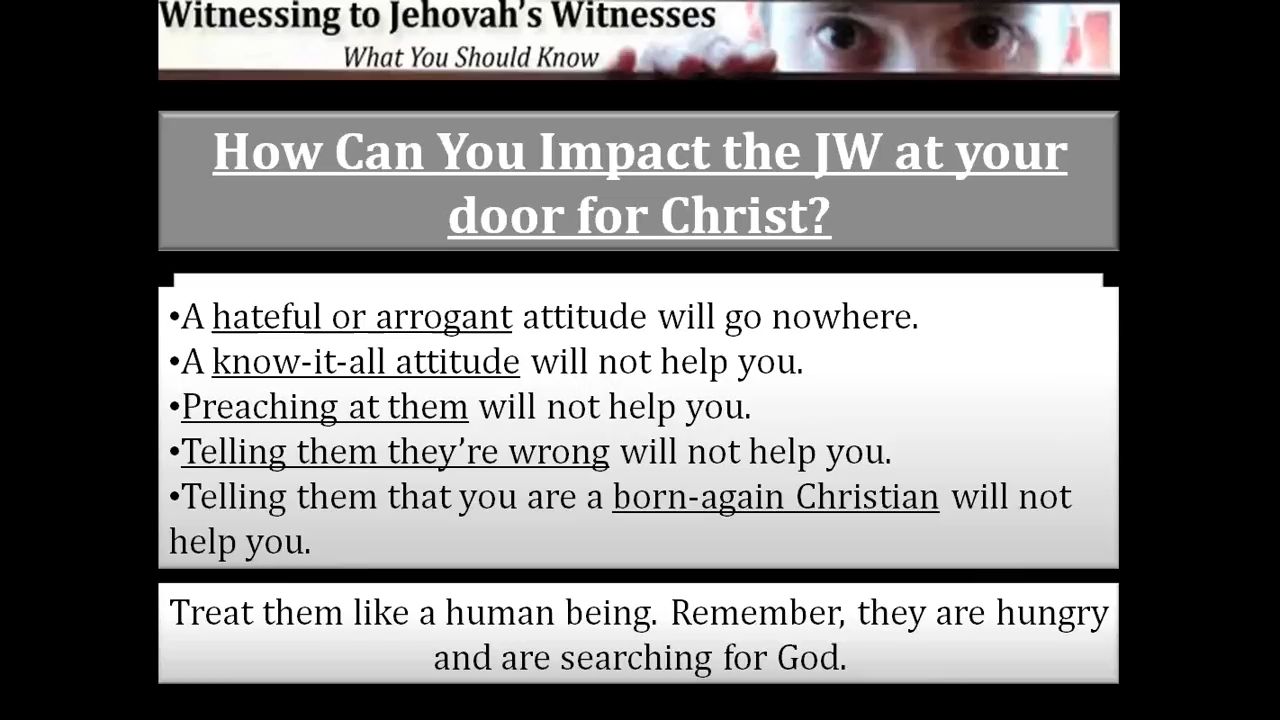 Witnessing to Jehovah's Witnesses
What You Should Know
How Can You Impact the JW at your
door for Christ?
•A hateful or arrogant attitude will go nowhere.
•A know-it-all attitude will not help you.
•Preaching at them will not help you.
•Telling them they're wrong will not help you.
•Telling them that you are a born-again Christian will not
help you.
Treat them like a human being. Remember, they are hungry
and are searching for God.